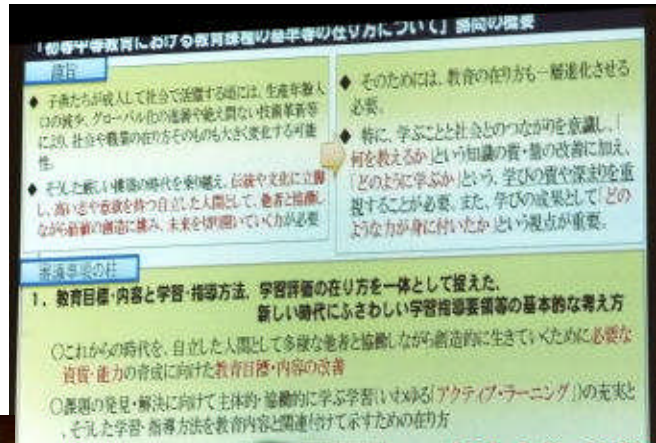 「初等中等教育における教育課程の基準等の在り方について」諮問の概要
趣旨
◆ 子供たちが成人して社会で活躍する頃には、生産年齢人
口の減少、グローバル化の進展や絶え間ない技術革新等
により、社会や職業の在り方そのものも大きく変化する可能
性。
◆ そうした厳しい挑戦の時代を乗り越え、伝統や文化に立脚
し、高い志や意欲を持つ自立した人間として、他者と協働し
ながら価値の創造に挑み、未来を切り開いていく力が必要
◆ そのためには、教育の在り方も一層進化させる
必要。
◆ 特に、学ぶことと社会とのつながりを意識し、「
何を教えるか」という知識の質・量の改善に加え、
「どのように学ぶか」という、学びの質や深まりを重
視することが必要。また、学びの成果として「どの
ような力が身に付いたか」という視点が重要。
審議事項の柱
1．教育目標・内容と学習・指導方法、学習評価の在り方を一体として捉えた、
新しい時代にふさわしい学習指導要領等の基本的な考え方
○これからの時代を、自立した人間として多様な他者と協働しながら創造的に生きていくために必要な
資質・能力の育成に向けた教育目標・内容の改善
○課題の発見・解決に向けて主体的・協働的に学ぶ学習(いわゆる「アクティブ・ラーニング」)の充実と
、そうした学習・指導方法を教育内容と関連付けて示すための在り方